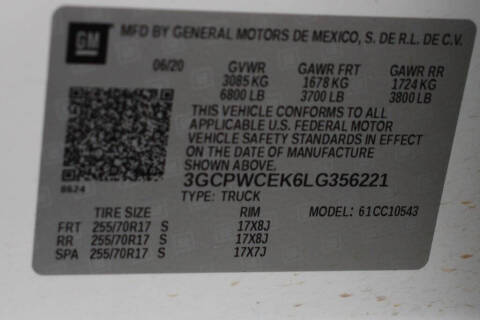 GM MFD BY GENERAL MOTORS DE MEXICO, S. DE R.L. DE C.V.
06/20 GVWR GAWR FRT GAWR RR
3085 KG 1678 KG 1724 KG
6800 LB 3700 LB 3800 LB
THIS VEHICLE CONFORMS TO ALL
APPLICABLE U.S. FEDERAL MOTOR
VEHICLE SAFETY STANDARDS IN EFFECT
ON THE DATE OF MANUFACTURE
SHOWN ABOVE.
8624 3GCPWCEK6LG356221
TYPE: TRUCK
TIRE SIZE RIM MODEL: 61CC10543
FRT 255/70R17 S 17X8J
RR 255/70R17 S 17X8J
SPA 255/70R17 S 17X7J